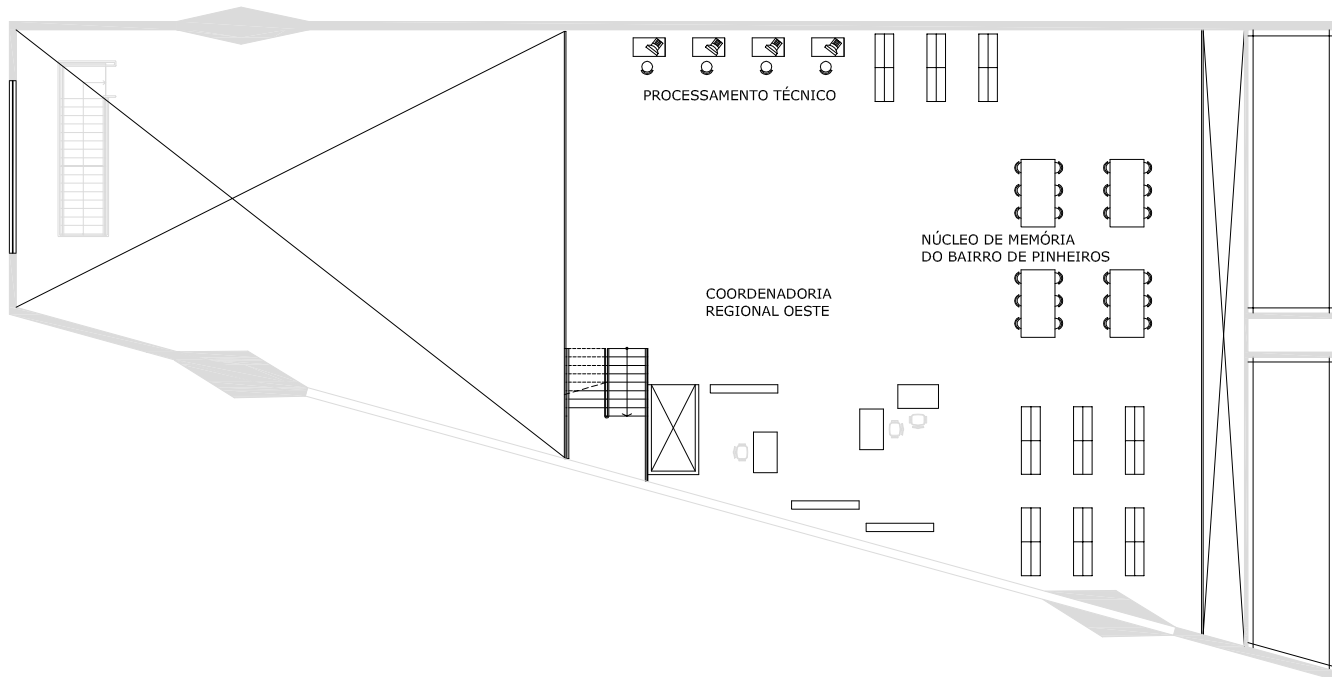 PROCESSAMENTO TÉCNICO
NÚCLEO DE MEMÓRIA
DO BAIRRO DE PINHEIROS
COORDENADORIA
REGIONAL OESTE